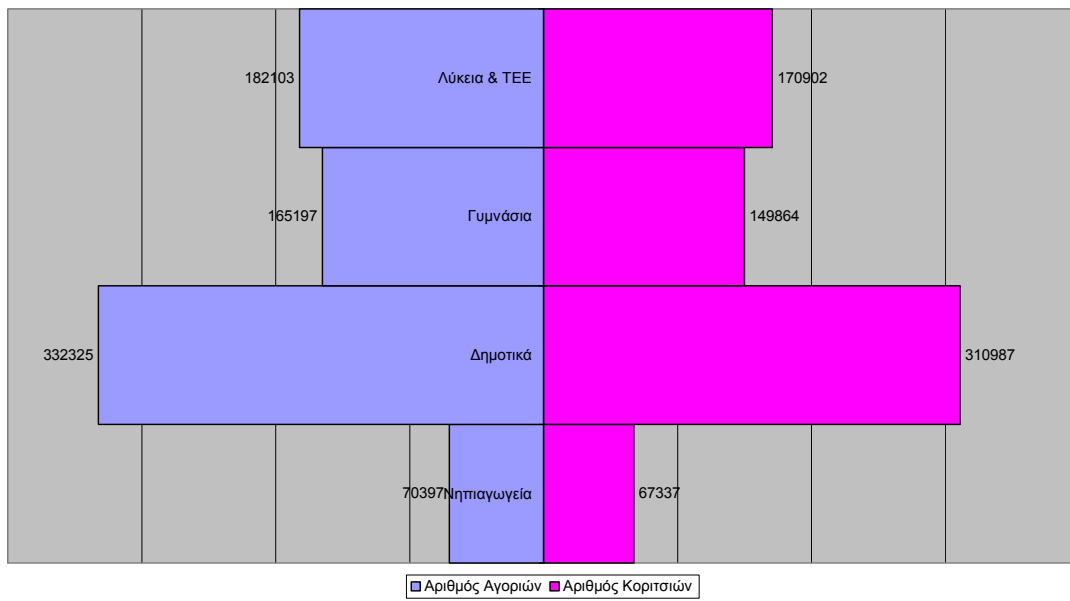 182103 Λύκεια & ΤΕΕ 170902
165197 Γυμνάσια 149864
332325 Δημοτικά 310987
70397 Νηπιαγωγεία 67337
Αριθμός Αγοριών Αριθμός Κοριτσιών